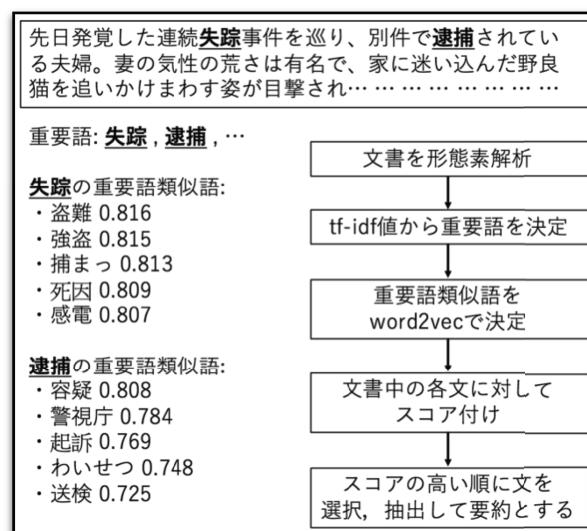 先日発覚した連続失踪事件を巡り、別件で逮捕されてい
る夫婦。妻の気性の荒さは有名で、家に迷い込んだ野良
猫を追いかけまわす姿が目撃され… … … … … … … …
重要語: 失踪 , 逮捕 , …
失踪の重要語類似語:
・盗難 0.816
・強盗 0.815
・捕まっ 0.813
・死因 0.809
・感電 0.807
逮捕の重要語類似語:
・容疑 0.808
・警視庁 0.784
・起訴 0.769
・わいせつ 0.748
・送検 0.725
文書を形態素解析
tf-idf値から重要語を決定
重要語類似語を
word2vecで決定
文書中の各文に対して
スコア付け
スコアの高い順に文を
選択，抽出して要約とする